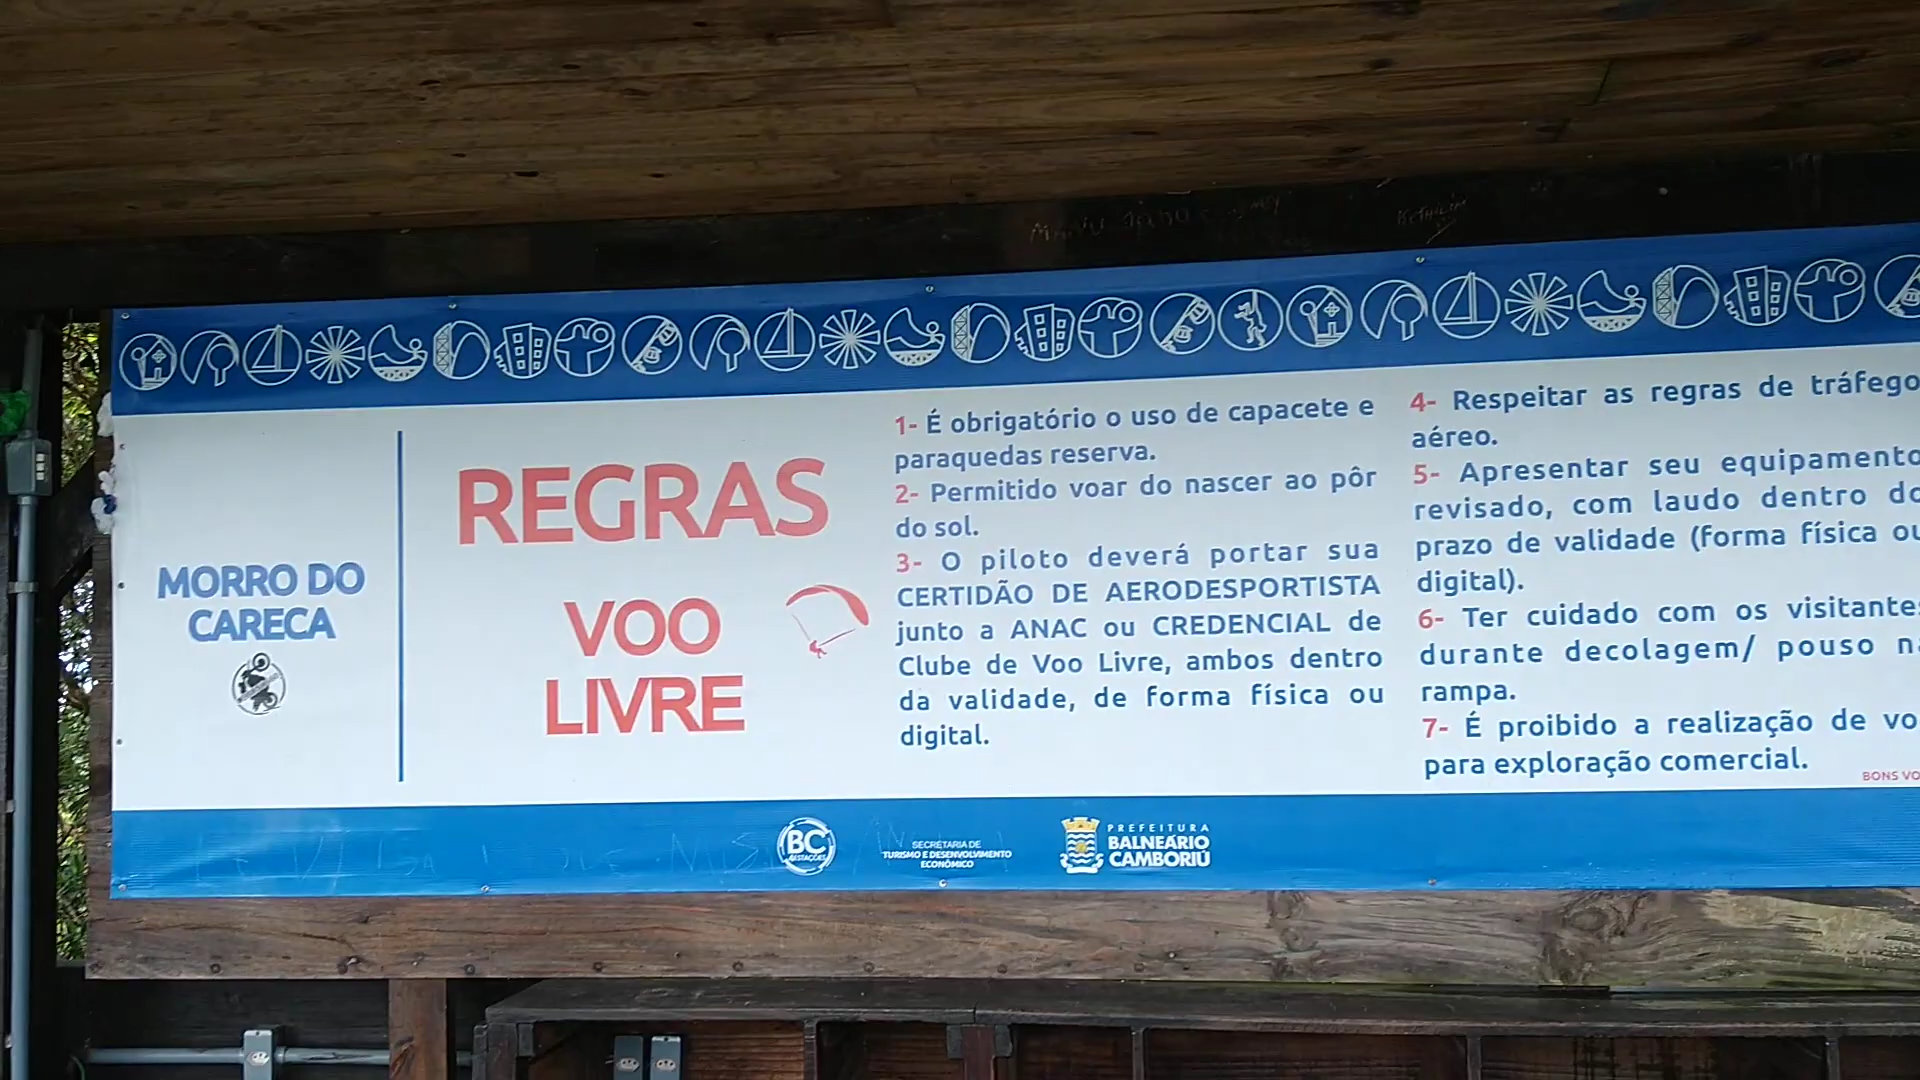 MORRO DO
CARECA
REGRAS
VOO
LIVRE
1- É obrigatório o uso de capacete e
paraquedas reserva.
2- Permitido voar do nascer ao pôr
do sol.
3- O piloto deverá portar sua
CERTIDÃO DE AERODESPORTISTA
junto a ANAC ou CREDENCIAL de
Clube de Voo Livre, ambos dentro
da validade, de forma física ou
digital.
4- Respeitar as regras de tráfego
aéreo.
5- Apresentar seu equipamento
revisado, com laudo dentro do
prazo de validade (forma física ou
digital).
6- Ter cuidado com os visitantes
durante decolagem/ pouso na
rampa.
7- É proibido a realização de vo
para exploração comercial.
BONS VO
BC
SECRETARIA DE
TURISMO E DESENVOLVIMENTO
ECONÔMICO
PREFEITURA
BALNEÁRIO
CAMBORIÚ